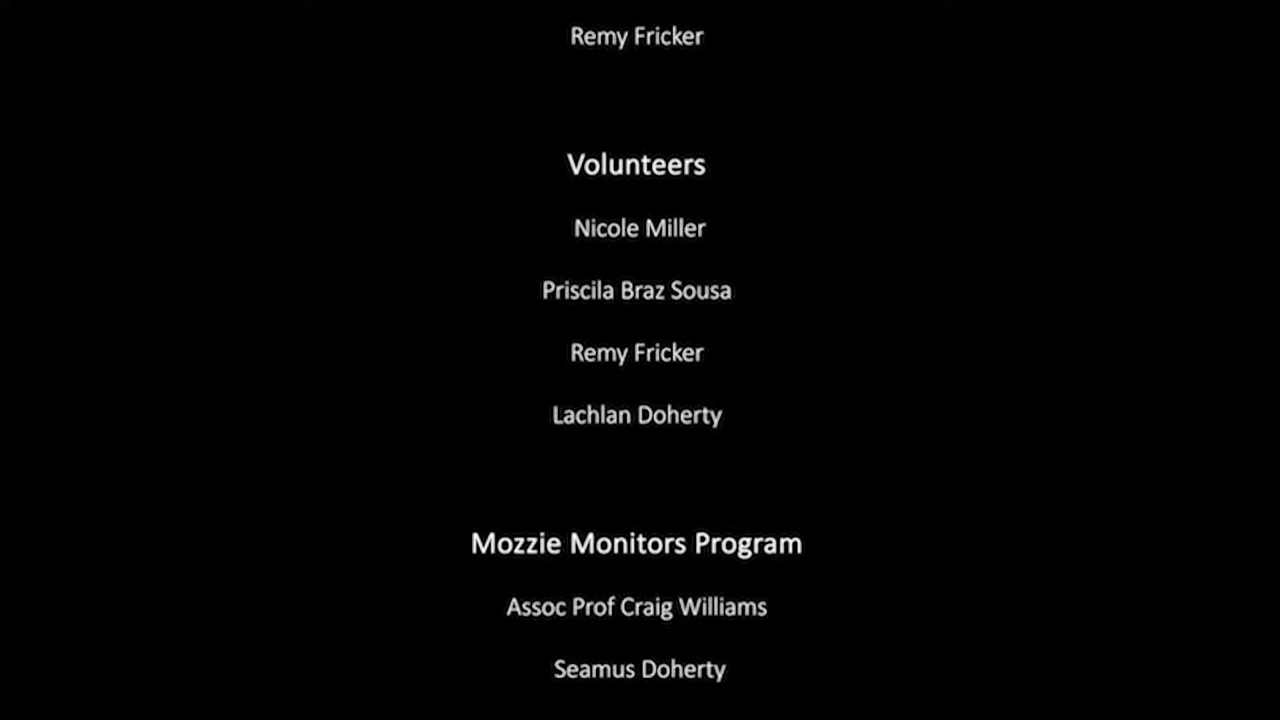 Remy Fricker
Volunteers
Nicole Miller
Priscila Braz Sousa
Remy Fricker
Lachlan Doherty
Mozzie Monitors Program
Assoc Prof Craig Williams
Seamus Doherty